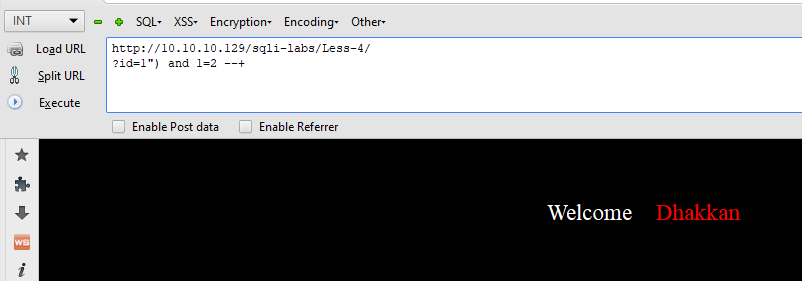 INT SQL- XSS- Encryption- Encoding- Other-
Load URL
http://10.10.10.129/sqli-labs/Less-4/
?id=1") and 1=2 --+
Split URL
Execute
Enable Post data Enable Referrer
Welcome Dhakkan
WS
i